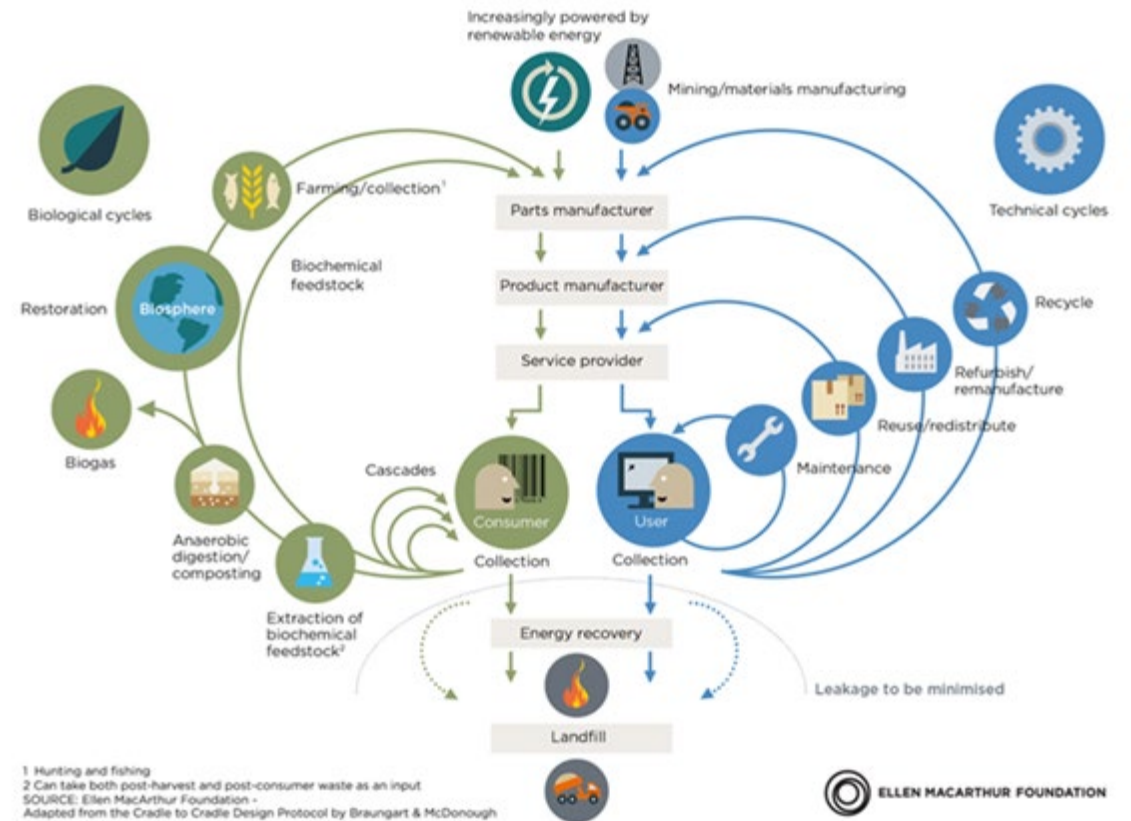 Increasingly powered by
renewable energy
Mining/materials manufacturing
Biological cycles
Technical cycles
Farming/collection¹
Parts manufacturer
Biochemical
feedstock
Product manufacturer
Restoration
Biosphere
Recycle
Service provider
Refurbish/
remanufacture
Reuse/redistribute
Biogas
Cascades
Maintenance
Consumer
User
Anaerobic
digestion/
composting
Collection
Collection
Extraction of
biochemical
feedstock²
Energy recovery
Leakage to be minimised
Landfill
1 Hunting and fishing
2 Can take both post-harvest and post-consumer waste as an input
SOURCE: Ellen MacArthur Foundation -
Adapted from the Cradle to Cradle Design Protocol by Braungart & McDonough
ELLEN MACARTHUR FOUNDATION